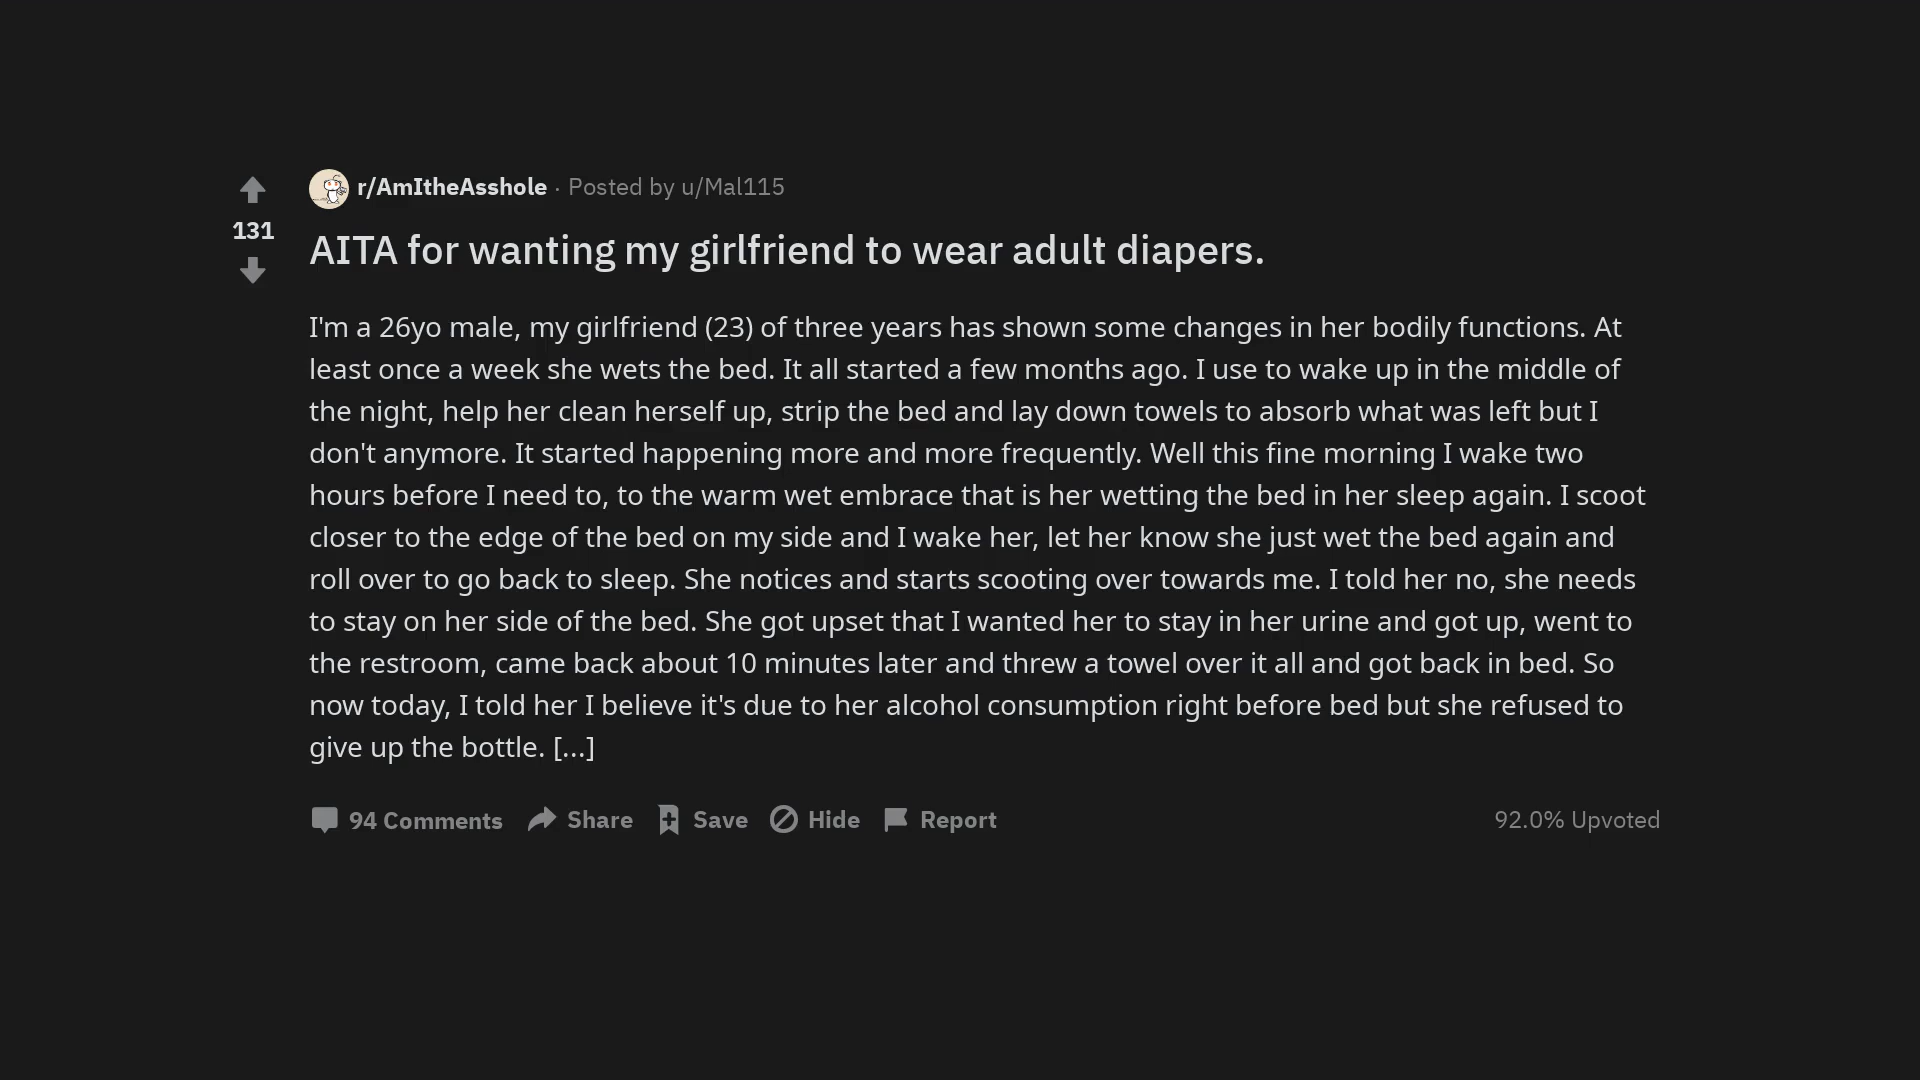 r/AmItheAsshole · Posted by u/Mal115
131
AITA for wanting my girlfriend to wear adult diapers.
I'm a 26yo male, my girlfriend (23) of three years has shown some changes in her bodily functions. At
least once a week she wets the bed. It all started a few months ago. I use to wake up in the middle of
the night, help her clean herself up, strip the bed and lay down towels to absorb what was left but I
don't anymore. It started happening more and more frequently. Well this fine morning I wake two
hours before I need to, to the warm wet embrace that is her wetting the bed in her sleep again. I scoot
closer to the edge of the bed on my side and I wake her, let her know she just wet the bed again and
roll over to go back to sleep. She notices and starts scooting over towards me. I told her no, she needs
to stay on her side of the bed. She got upset that I wanted her to stay in her urine and got up, went to
the restroom, came back about 10 minutes later and threw a towel over it all and got back in bed. So
now today, I told her I believe it's due to her alcohol consumption right before bed but she refused to
give up the bottle. [...]
94 Comments Share Save Hide Report 92.0% Upvoted